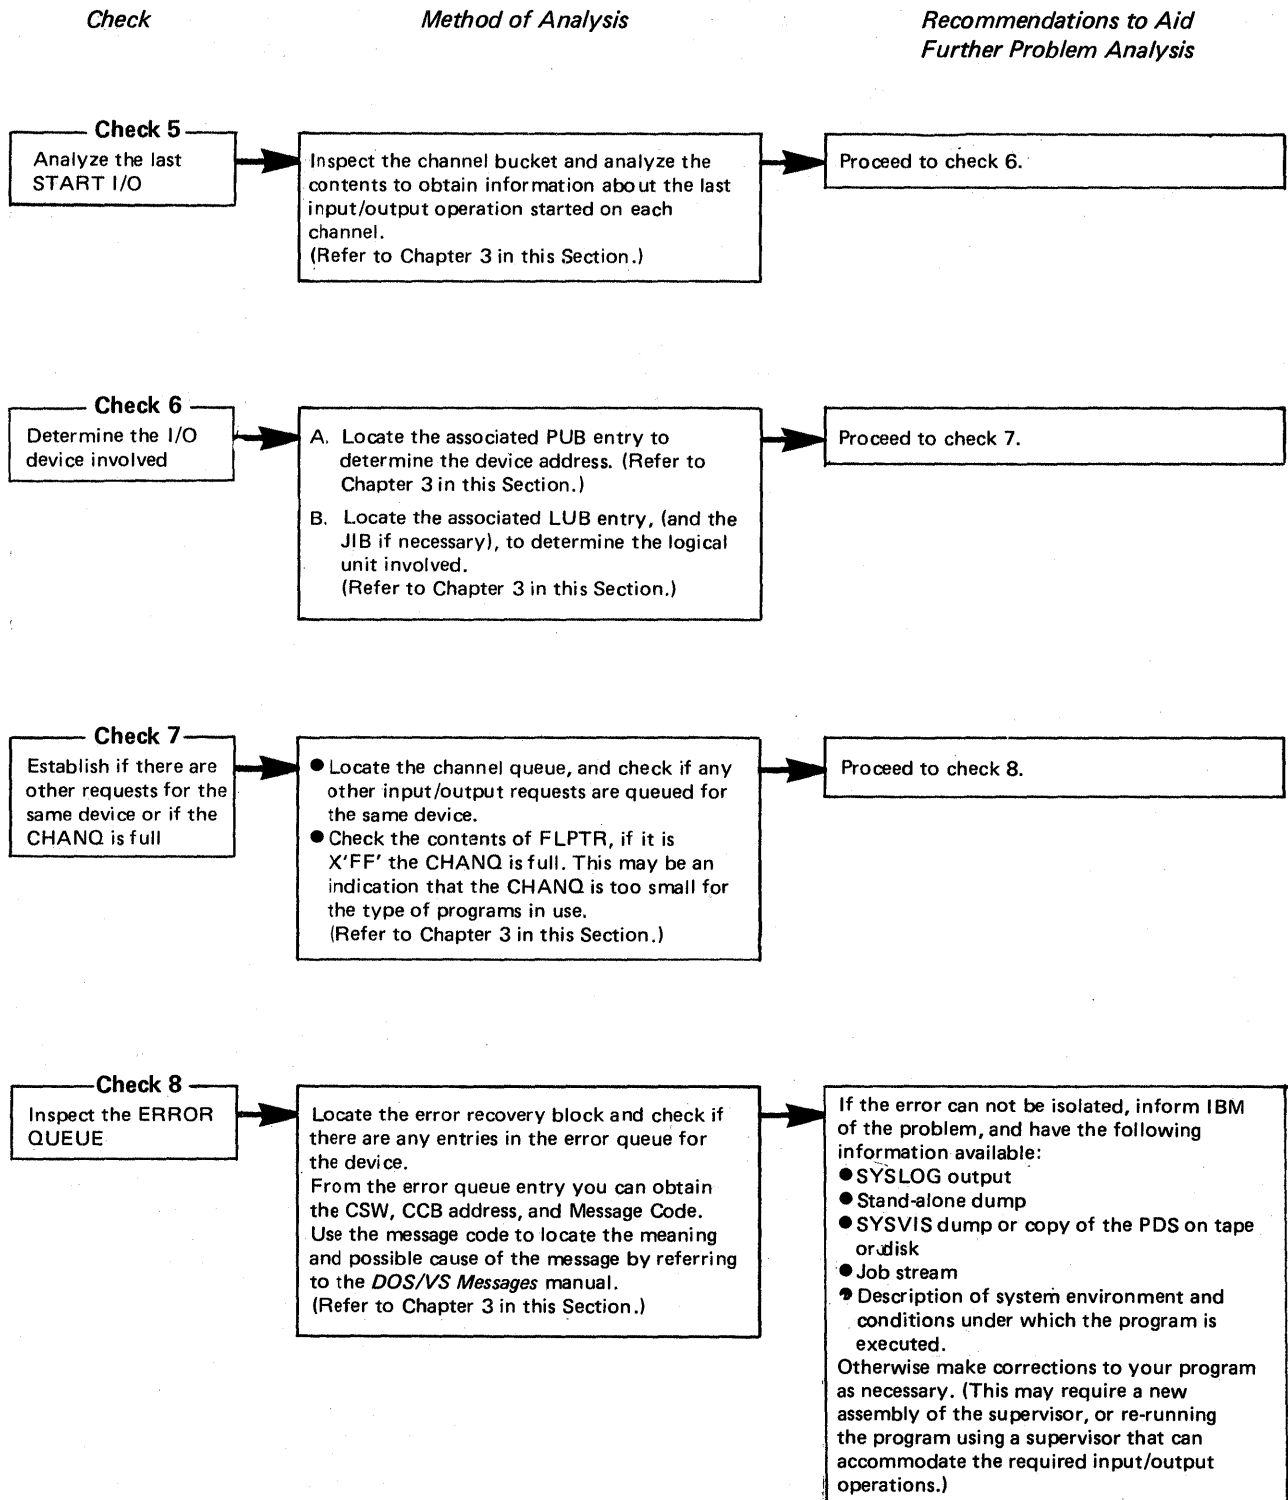 Check
Method of Analysis
Recommendations to Aid
Further Problem Analysis
Check 5
Analyze the last
START I/O
Inspect the channel bucket and analyze the
contents to obtain information about the last
input/output operation started on each
channel.
(Refer to Chapter 3 in this Section.)
Proceed to check 6.
Check 6
Determine the I/O
device involved
A. Locate the associated PUB entry to
determine the device address. (Refer to
Chapter 3 in this Section.)
B. Locate the associated LUB entry, (and the
JIB if necessary), to determine the logical
unit involved.
(Refer to Chapter 3 in this Section.)
Proceed to check 7.
Check 7
Establish if there are
other requests for the
same device or if the
CHANQ is full
● Locate the channel queue, and check if any
other input/output requests are queued for
the same device.
● Check the contents of FLPTR, if it is
X'FF' the CHANQ is full. This may be an
indication that the CHANQ is too small for
the type of programs in use.
(Refer to Chapter 3 in this Section.)
Proceed to check 8.
Check 8
Inspect the ERROR
QUEUE
Locate the error recovery block and check if
there are any entries in the error queue for
the device.
From the error queue entry you can obtain
the CSW, CCB address, and Message Code.
Use the message code to locate the meaning
and possible cause of the message by referring
to the DOS/VS Messages manual.
(Refer to Chapter 3 in this Section.)
If the error can not be isolated, inform IBM
of the problem, and have the following
information available:
● SYSLOG output
● Stand-alone dump
● SYSVIS dump or copy of the PDS on tape
or disk
● Job stream
● Description of system environment and
conditions under which the program is
executed.
Otherwise make corrections to your program
as necessary. (This may require a new
assembly of the supervisor, or re-running
the program using a supervisor that can
accommodate the required input/output
operations.)